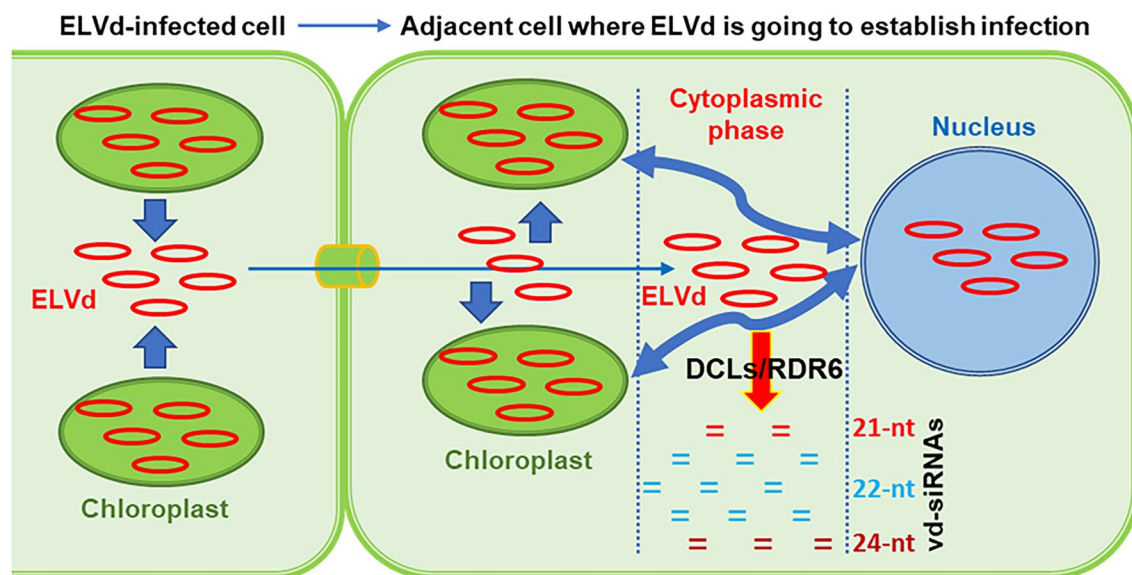 ELVd-infected cell
Adjacent cell where ELVd is going to establish infection
Cytoplasmic
phase
Nucleus
ELVd
ELVd
DCLs/RDR6
Chloroplast
Chloroplast
21-nt
22-nt
24-nt
vd-siRNAs